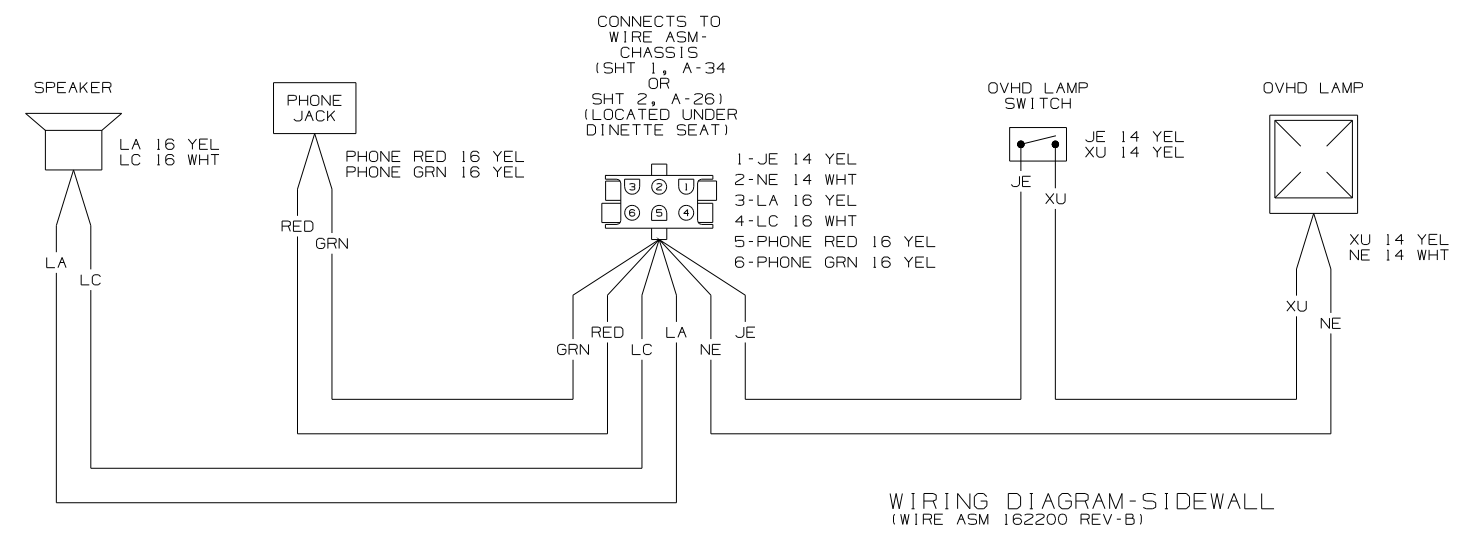 CONNECTS TO
WIRE ASM-
CHASSIS
(SHT 1, A-34
OR
SHT 2, A-26)
(LOCATED UNDER
DINETTE SEAT)
SPEAKER
LA 16 YEL
LC 16 WHT
PHONE
JACK
PHONE RED 16 YEL
PHONE GRN 16 YEL
1-JE 14 YEL
2-NE 14 WHT
3-LA 16 YEL
4-LC 16 WHT
5-PHONE RED 16 YEL
6-PHONE GRN 16 YEL
3 2 1
6 5 4
OVHD LAMP
SWITCH
JE 14 YEL
XU 14 YEL
OVHD LAMP
XU 14 YEL
NE 14 WHT
LA
LC
RED
GRN
GRN
RED
LC
LA
NE
JE
JE
XU
XU
NE
WIRING DIAGRAM-SIDEWALL
(WIRE ASM 162200 REV-B)